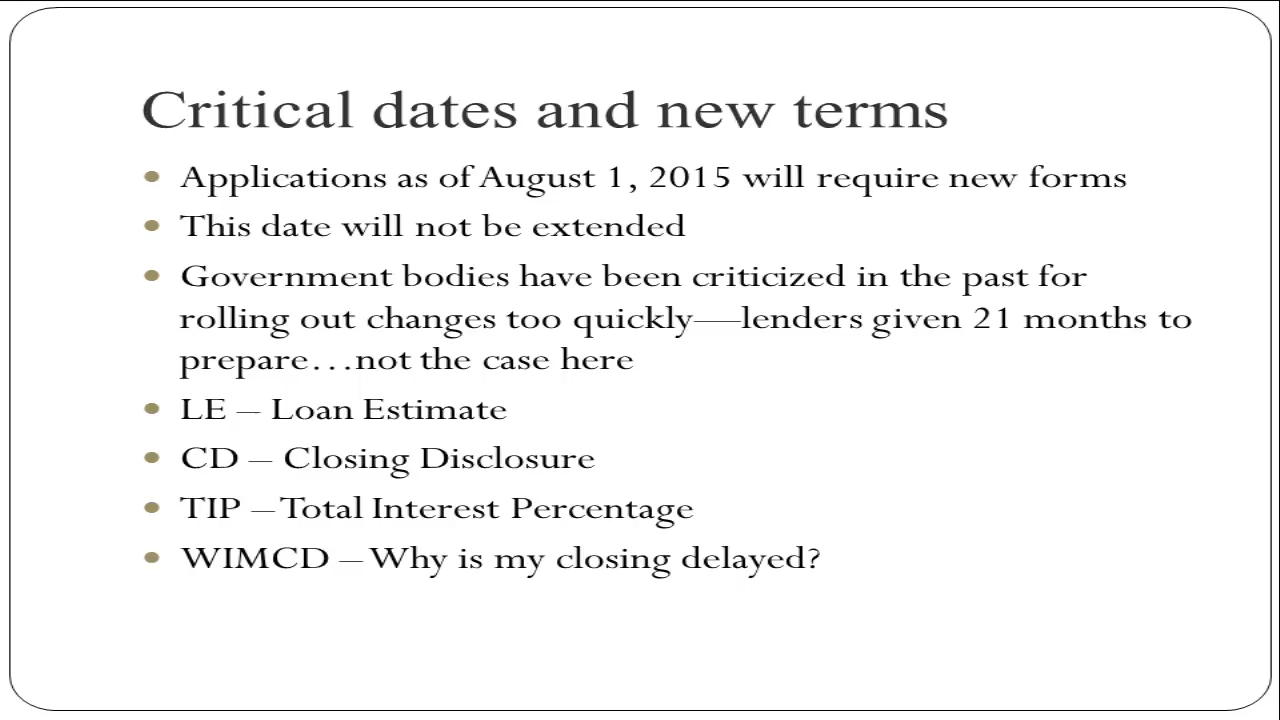 Critical dates and new terms
Applications as of August 1, 2015 will require new forms
This date will not be extended
Government bodies have been criticized in the past for
rolling out changes too quickly—–lenders given 21 months to
prepare…not the case here
LE – Loan Estimate
CD – Closing Disclosure
TIP – Total Interest Percentage
WIMCD – Why is my closing delayed?